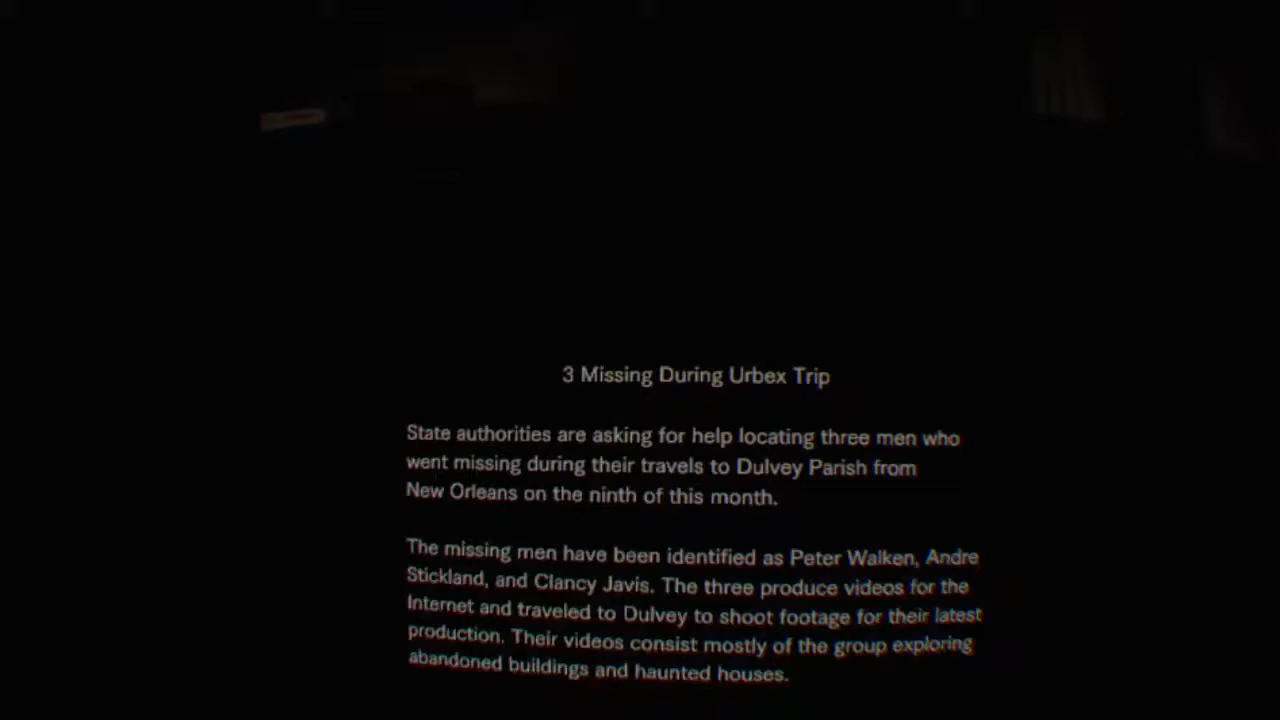 3 Missing During Urbex Trip
State authorities are asking for help locating three men who
went missing during their travels to Dulvey Parish from
New Orleans on the ninth of this month.
The missing men have been identified as Peter Walken, Andre
Stickland, and Clancy Javis. The three produce videos for the
Internet and traveled to Dulvey to shoot footage for their latest
production. Their videos consist mostly of the group exploring
abandoned buildings and haunted houses.